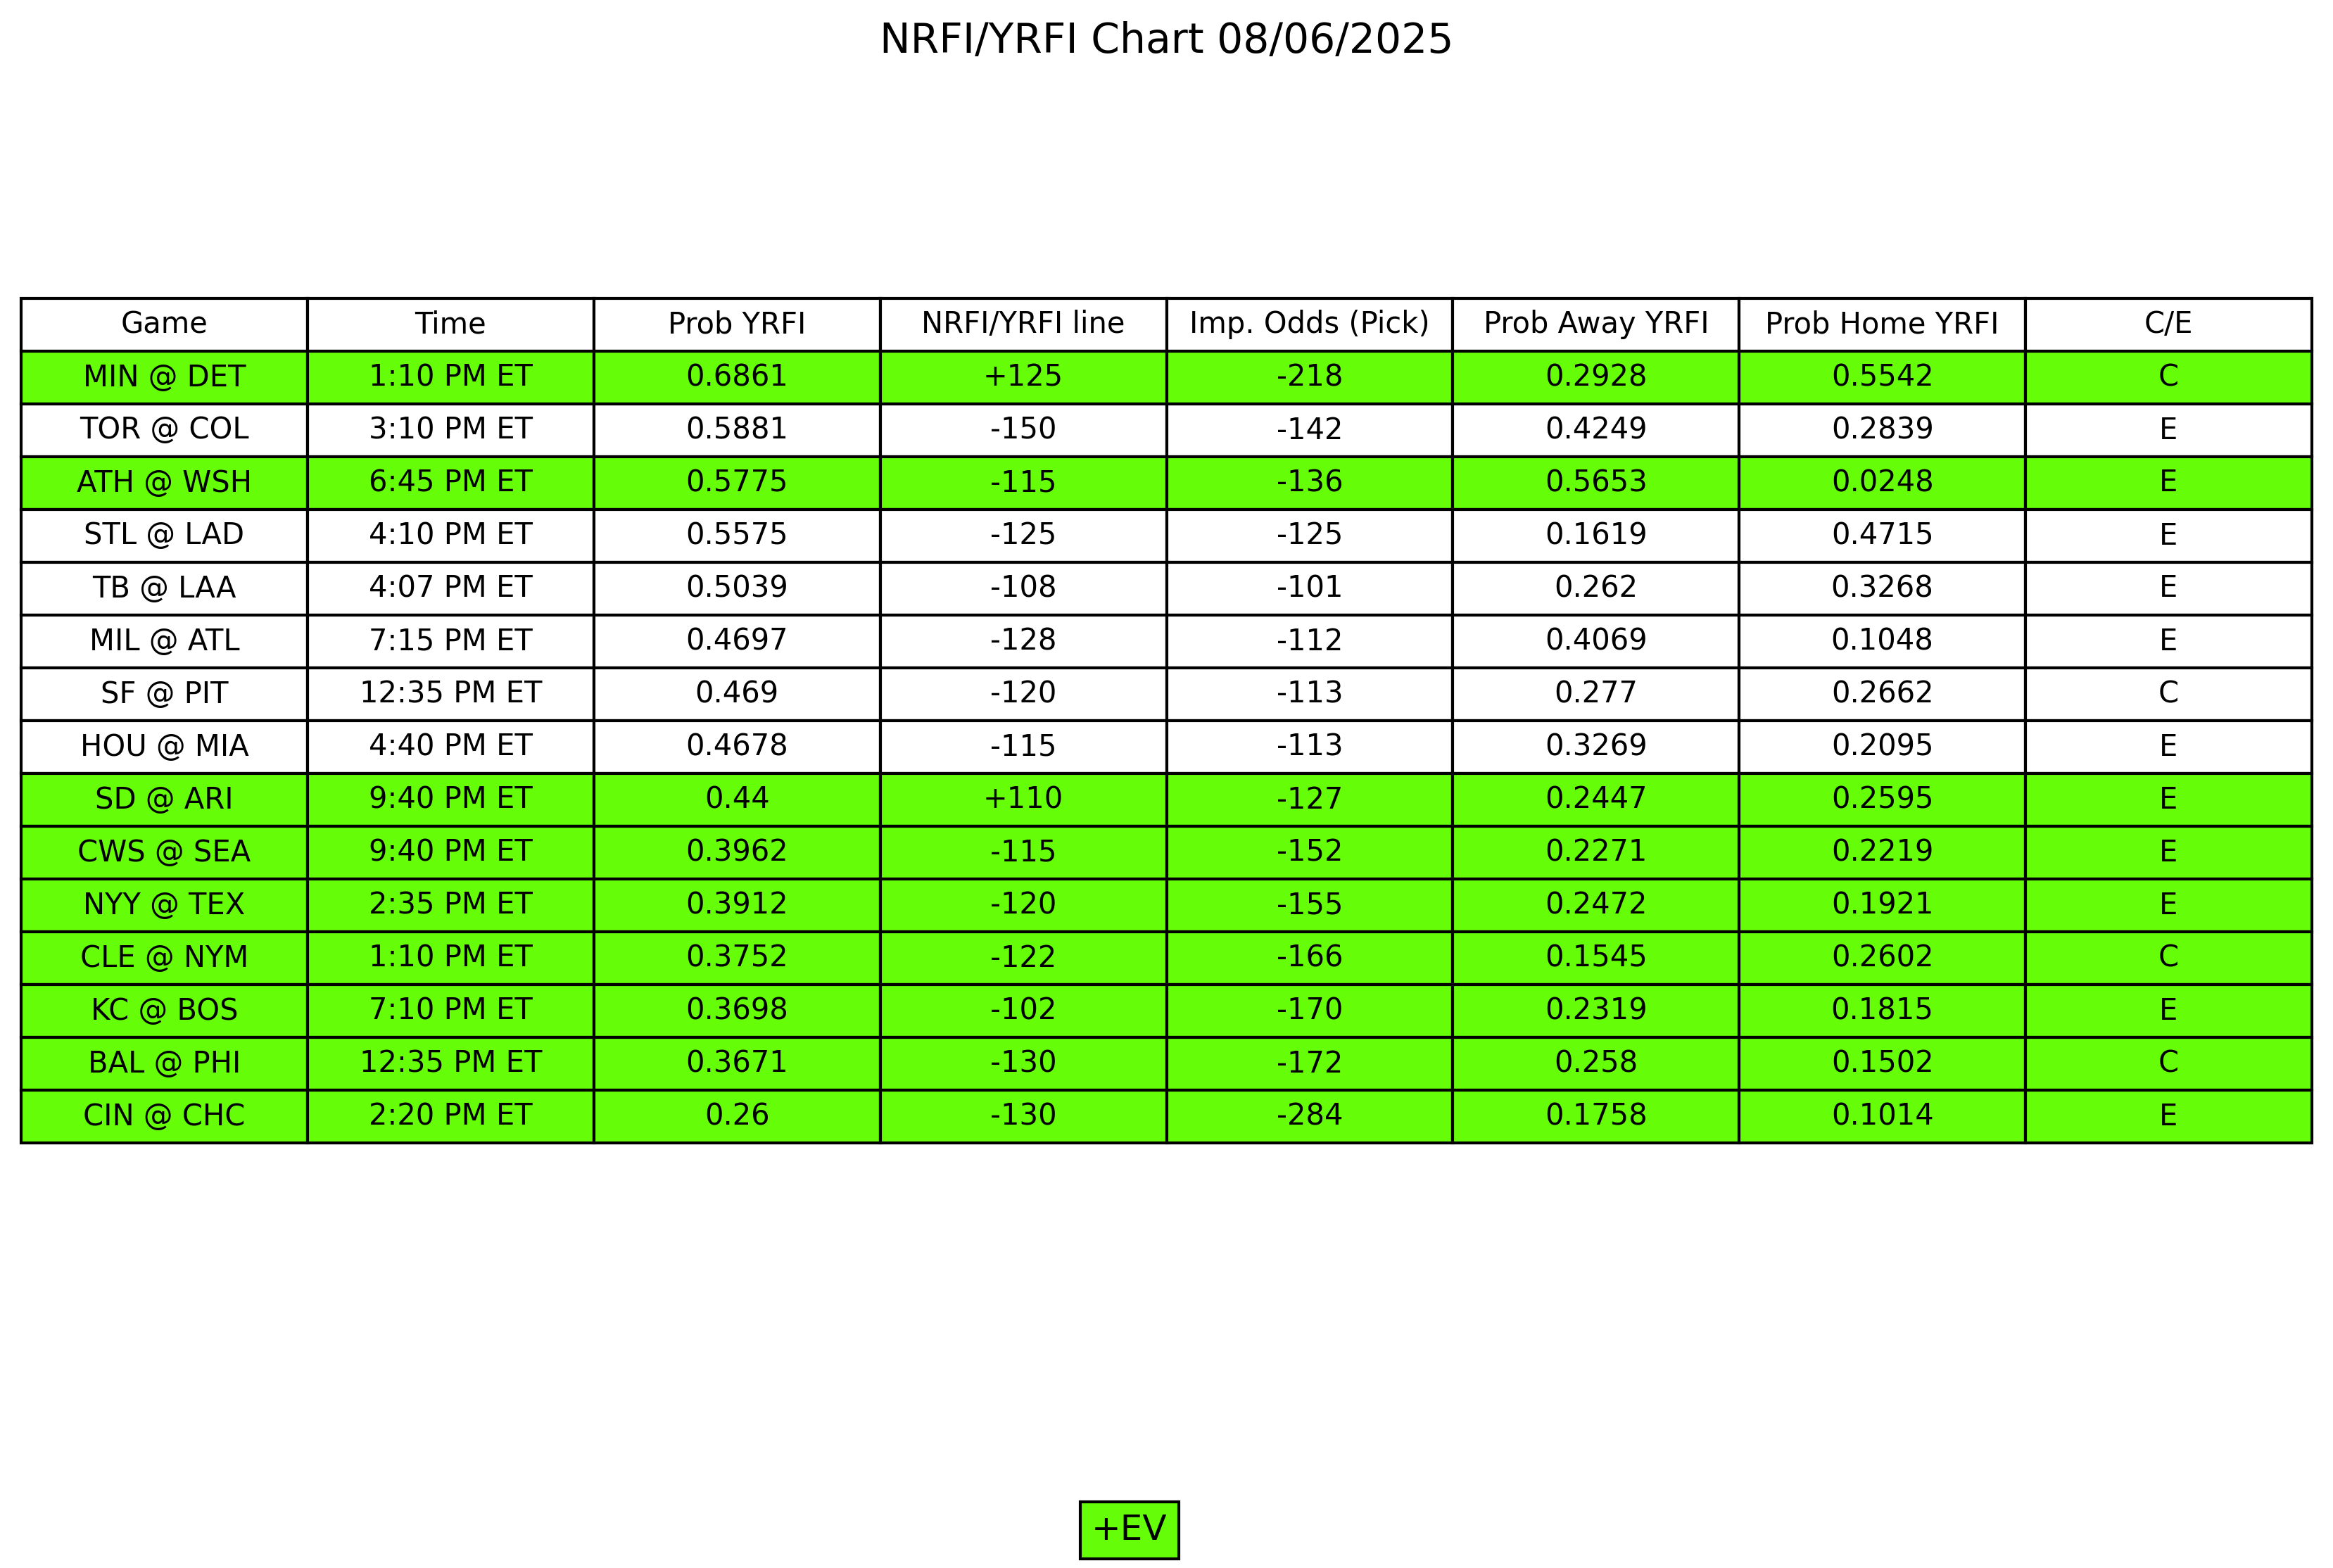 NRFI/YRFI Chart 08/06/2025
Game Time Prob YRFI NRFI/YRFI line Imp. Odds (Pick) Prob Away YRFI Prob Home YRFI C/E
MIN @ DET 1:10 PM ET 0.6861 +125 -218 0.2928 0.5542 C
TOR @ COL 3:10 PM ET 0.5881 -150 -142 0.4249 0.2839 E
ATH @ WSH 6:45 PM ET 0.5775 -115 -136 0.5653 0.0248 E
STL @ LAD 4:10 PM ET 0.5575 -125 -125 0.1619 0.4715 E
TB @ LAA 4:07 PM ET 0.5039 -108 -101 0.262 0.3268 E
MIL @ ATL 7:15 PM ET 0.4697 -128 -112 0.4069 0.1048 E
SF @ PIT 12:35 PM ET 0.469 -120 -113 0.277 0.2662 C
HOU @ MIA 4:40 PM ET 0.4678 -115 -113 0.3269 0.2095 E
SD @ ARI 9:40 PM ET 0.44 +110 -127 0.2447 0.2595 E
CWS @ SEA 9:40 PM ET 0.3962 -115 -152 0.2271 0.2219 E
NYY @ TEX 2:35 PM ET 0.3912 -120 -155 0.2472 0.1921 E
CLE @ NYM 1:10 PM ET 0.3752 -122 -166 0.1545 0.2602 C
KC @ BOS 7:10 PM ET 0.3698 -102 -170 0.2319 0.1815 E
BAL @ PHI 12:35 PM ET 0.3671 -130 -172 0.258 0.1502 C
CIN @ CHC 2:20 PM ET 0.26 -130 -284 0.1758 0.1014 E
+EV